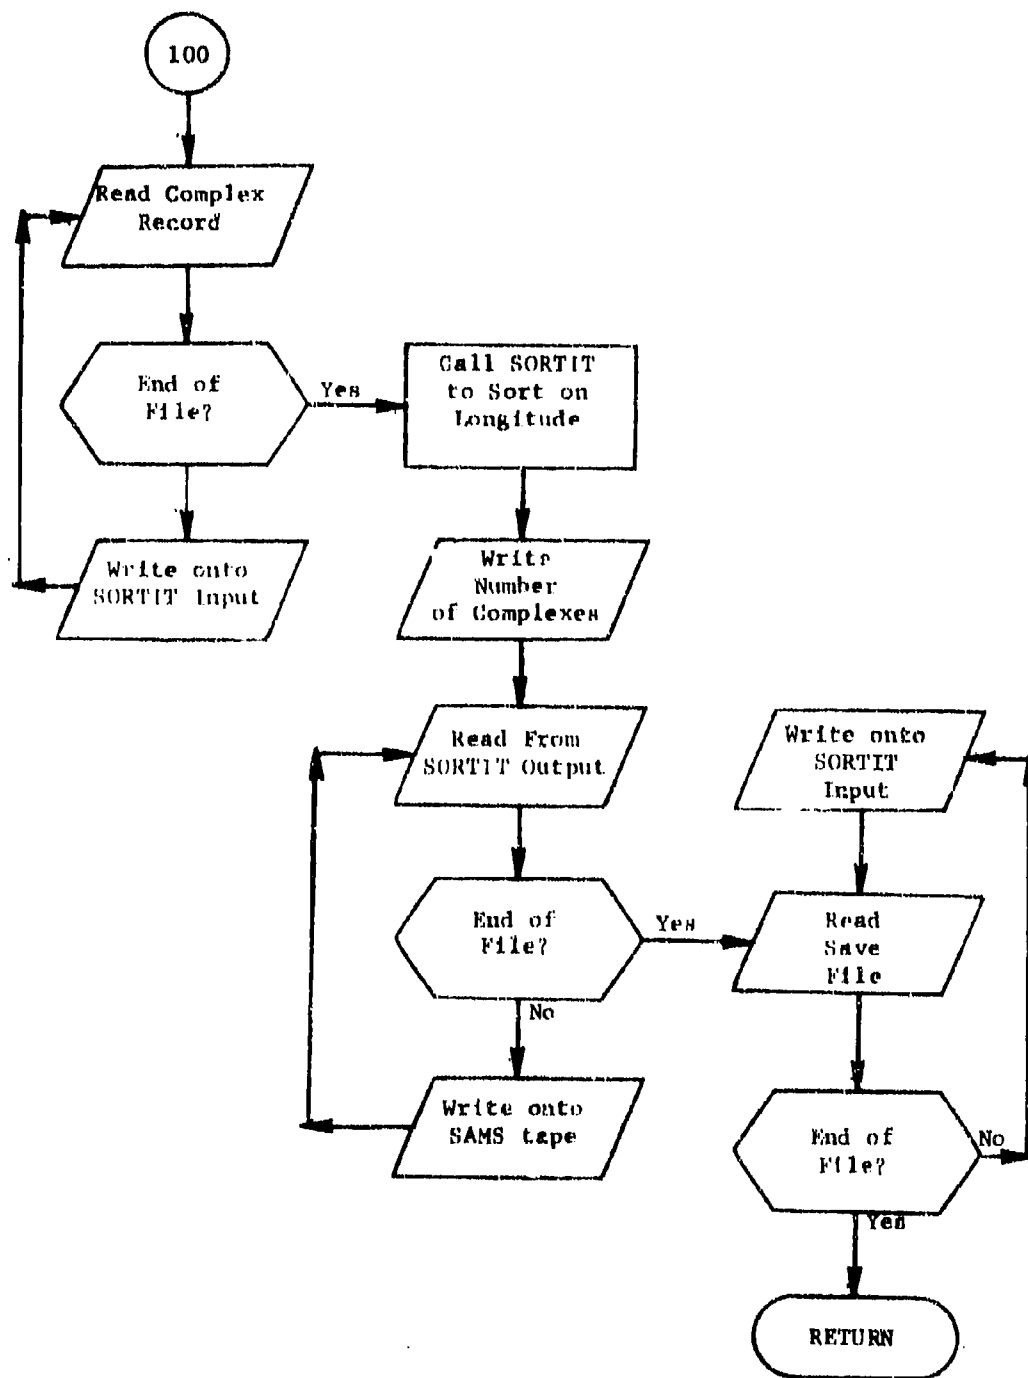 100
Read Complex
Record
End of
File?
Yes
Call SORTIT
to Sort on
Longitude
Write onto
SORTIT Input
Write
Number
of Complexes
Read From
SORTIT Output
Write onto
SORTIT
Input
End of
File?
Yes
Read
Save
File
No
Write onto
SAMS tape
End of
File?
No
Yes
RETURN